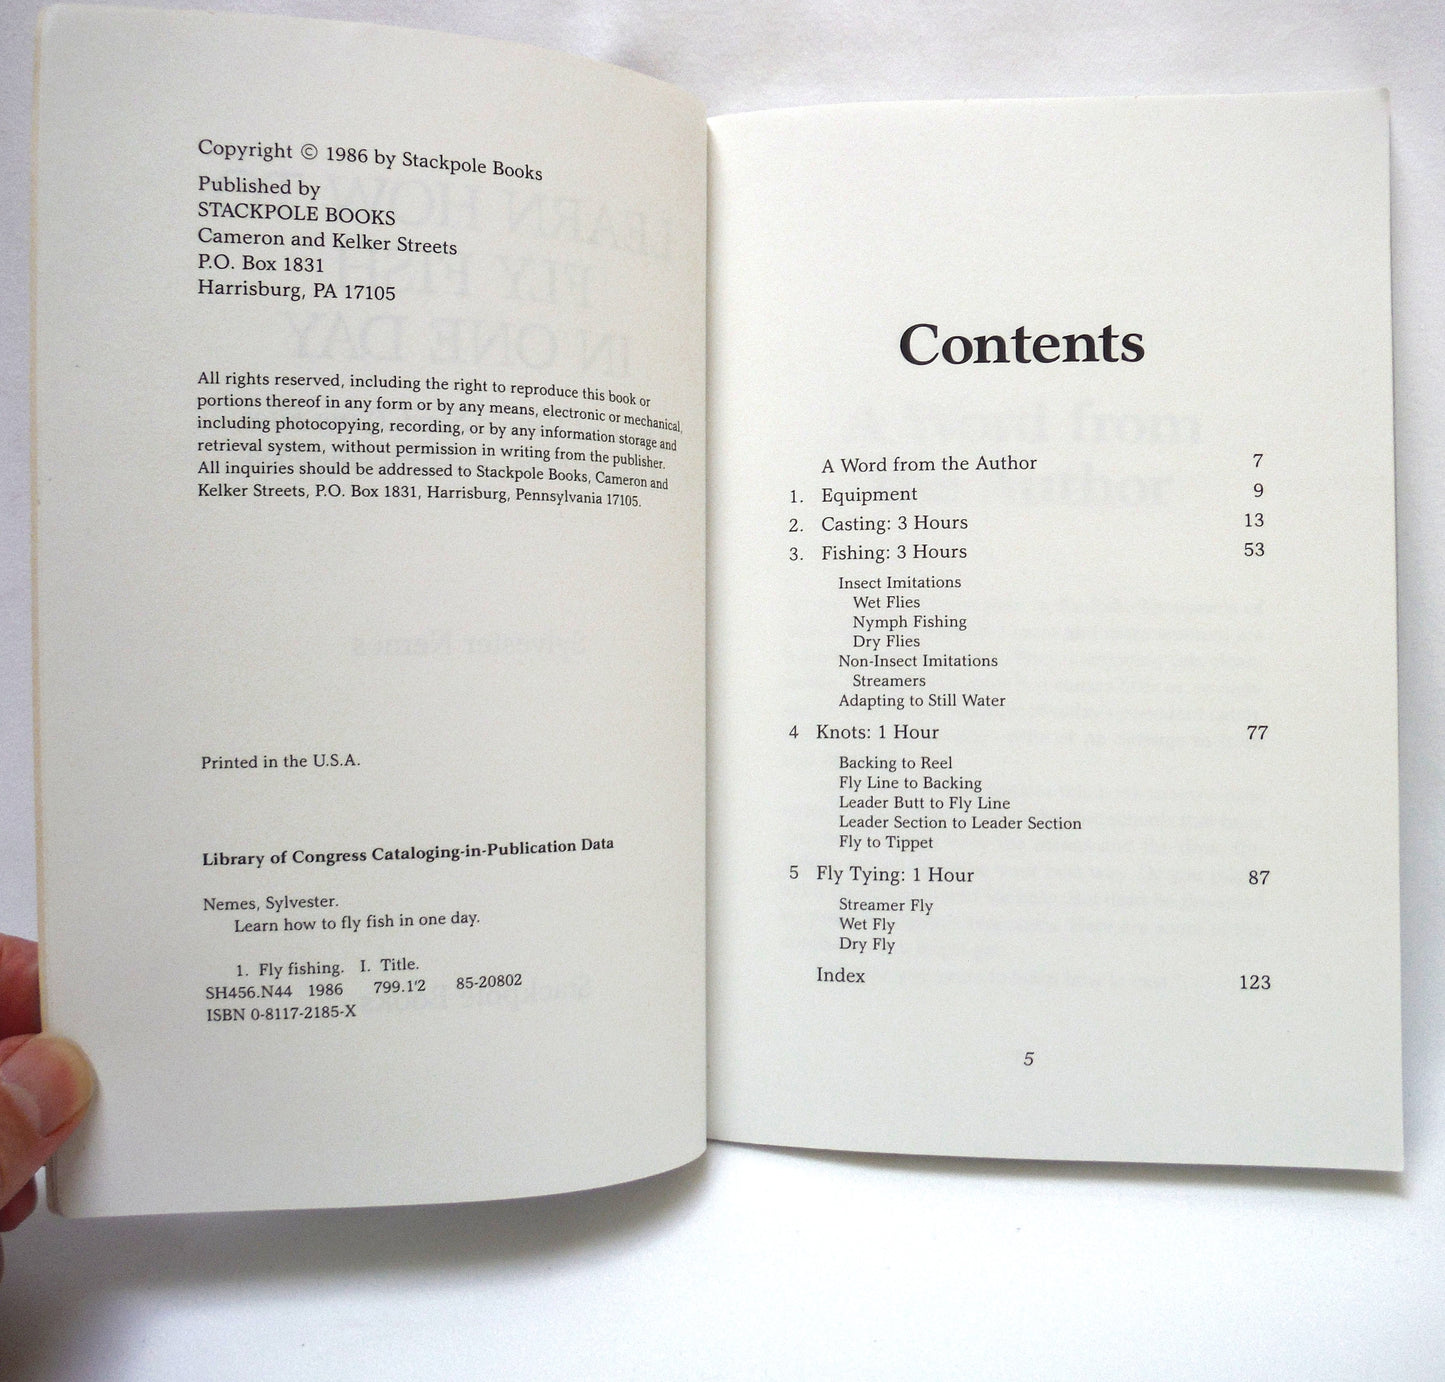 Copyright © 1986 by Stackpole Books
Published by
STACKPOLE BOOKS
Cameron and Kelker Streets
P.O. Box 1831
Harrisburg, PA 17105
All rights reserved, including the right to reproduce this book or
portions thereof in any form or by any means, electronic or mechanical,
including photocopying, recording, or by any information storage and
retrieval system, without permission in writing from the publisher.
All inquiries should be addressed to Stackpole Books, Cameron and
Kelker Streets, P.O. Box 1831, Harrisburg, Pennsylvania 17105.
Printed in the U.S.A.
Library of Congress Cataloging-in-Publication Data
Nemes, Sylvester.
Learn how to fly fish in one day.
1. Fly fishing. I. Title.
SH456.N44 1986 799.1'2 85-20802
ISBN 0-8117-2185-X
Contents
A Word from the Author 7
1. Equipment 9
2. Casting: 3 Hours 13
3. Fishing: 3 Hours 53
Insect Imitations
Wet Flies
Nymph Fishing
Dry Flies
Non-Insect Imitations
Streamers
Adapting to Still Water
4 Knots: 1 Hour 77
Backing to Reel
Fly Line to Backing
Leader Butt to Fly Line
Leader Section to Leader Section
Fly to Tippet
5 Fly Tying: 1 Hour 87
Streamer Fly
Wet Fly
Dry Fly
Index 123
5